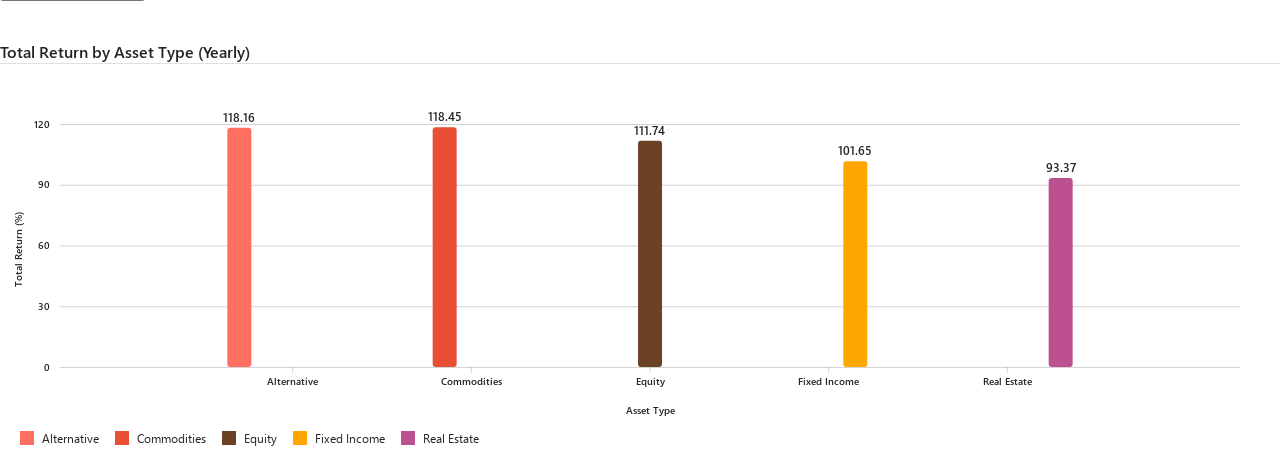 Total Return by Asset Type (Yearly)
118.16
118.45
111.74
101.65
93.37
120
90
60
30
0
Total Return (%)
Alternative
Commodities
Equity
Fixed Income
Real Estate
Asset Type
Alternative
Commodities
Equity
Fixed Income
Real Estate